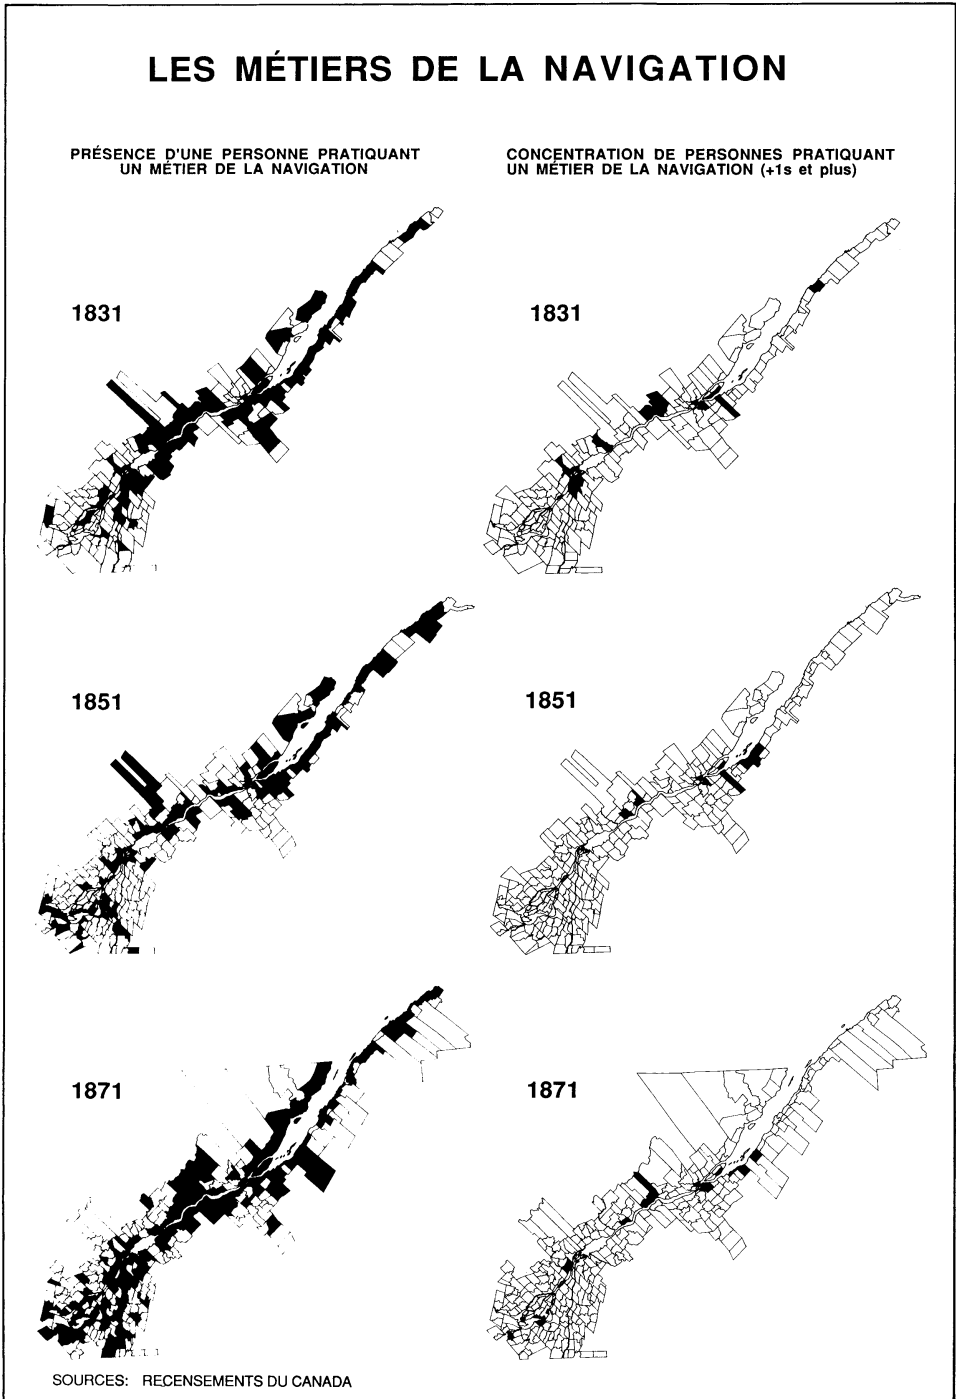 LES MÉTIERS DE LA NAVIGATION
PRÉSENCE D'UNE PERSONNE PRATIQUANT
UN MÉTIER DE LA NAVIGATION
CONCENTRATION DE PERSONNES PRATIQUANT
UN MÉTIER DE LA NAVIGATION (+1s et plus)
1831
1831
1851
1851
1871
1871
SOURCES: RECENSEMENTS DU CANADA